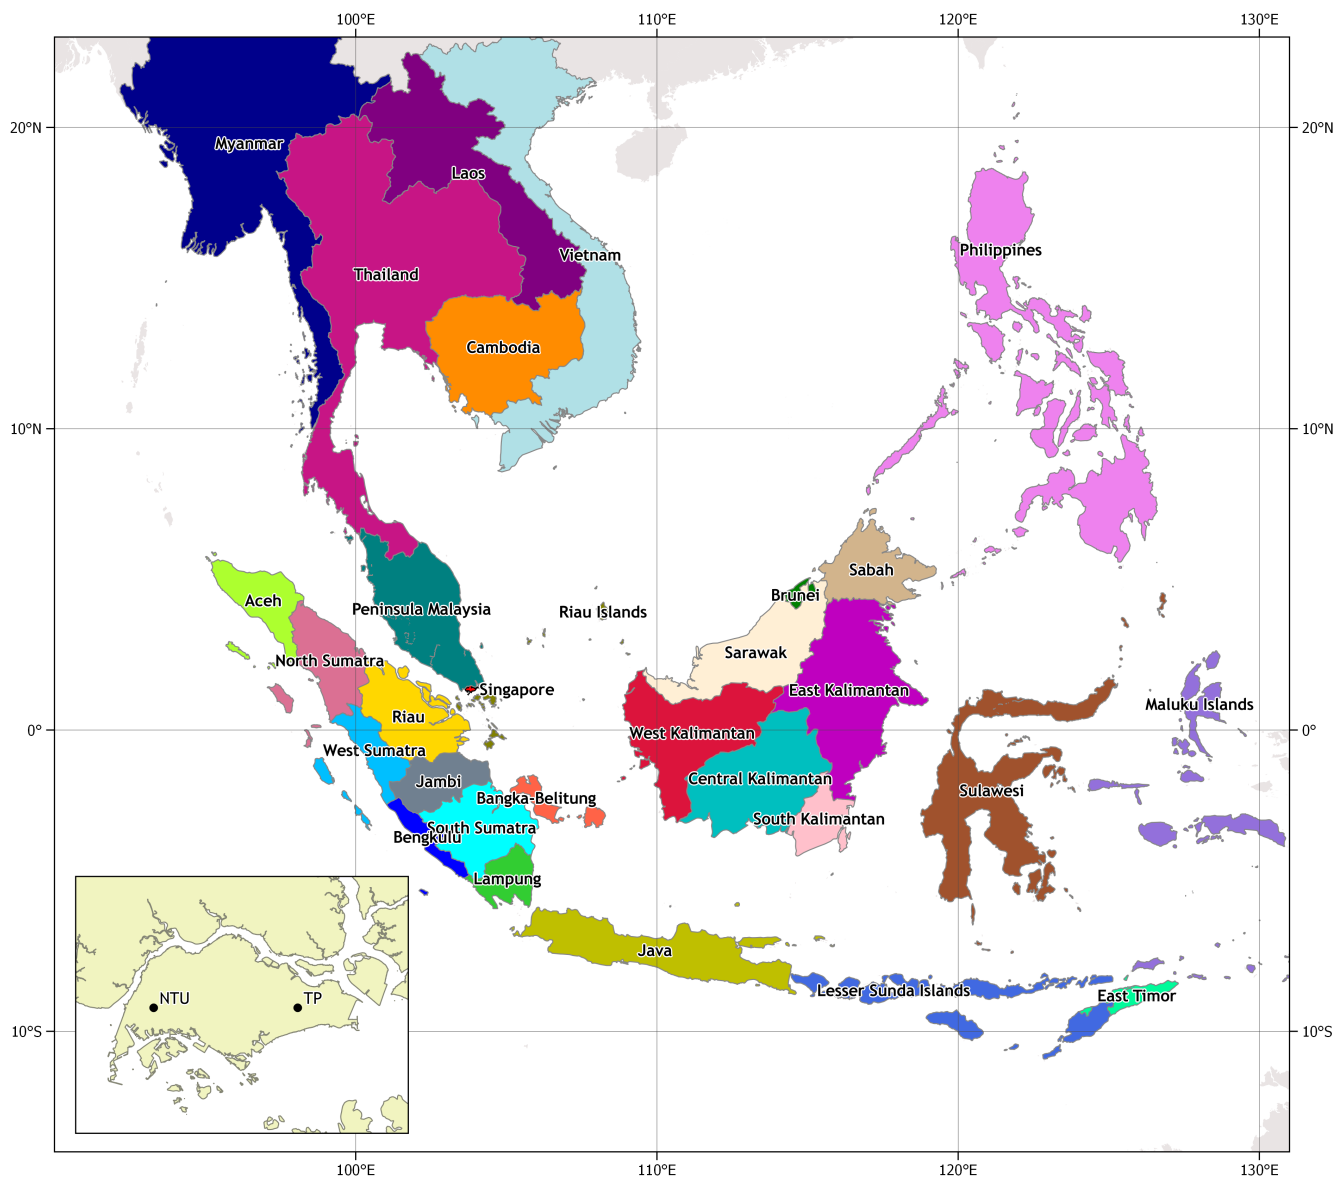 100°E 110°E 120°E 130°E
20°N 20°N
Myanmar
Laos
Philippines
Vietnam
Thailand
Cambodia
10°N 10°N
Sabah
Brunei
Aceh
Peninsula Malaysia
Riau Islands
Sarawak
North Sumatra
Singapore
East Kalimantan
Maluku Islands
Riau
0° 0°
West Kalimantan
West Sumatra
Central Kalimantan
Jambi
Sulawesi
Bangka-Belitung
South Kalimantan
South Sumatra
Bengkulu
Lampung
Java
Lesser Sunda Islands
East Timor
NTU TP
10°S 10°S
100°E 110°E 120°E 130°E